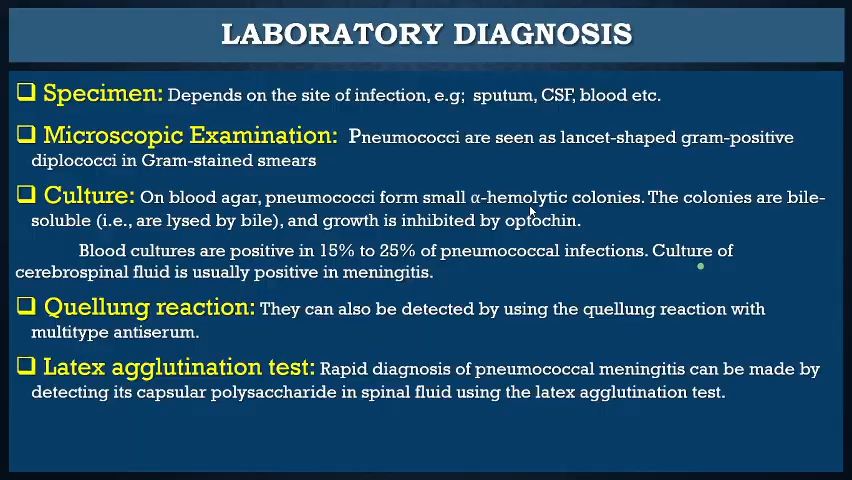 LABORATORY DIAGNOSIS
❑ Specimen: Depends on the site of infection, e.g; sputum, CSF, blood etc.
❑ Microscopic Examination: Pneumococci are seen as lancet-shaped gram-positive
diplococci in Gram-stained smears
❑ Culture: On blood agar, pneumococci form small α-hemolytic colonies. The colonies are bile-
soluble (i.e., are lysed by bile), and growth is inhibited by optochin.
Blood cultures are positive in 15% to 25% of pneumococcal infections. Culture of
cerebrospinal fluid is usually positive in meningitis.
❑ Quellung reaction: They can also be detected by using the quellung reaction with
multitype antiserum.
❑ Latex agglutination test: Rapid diagnosis of pneumococcal meningitis can be made by
detecting its capsular polysaccharide in spinal fluid using the latex agglutination test.